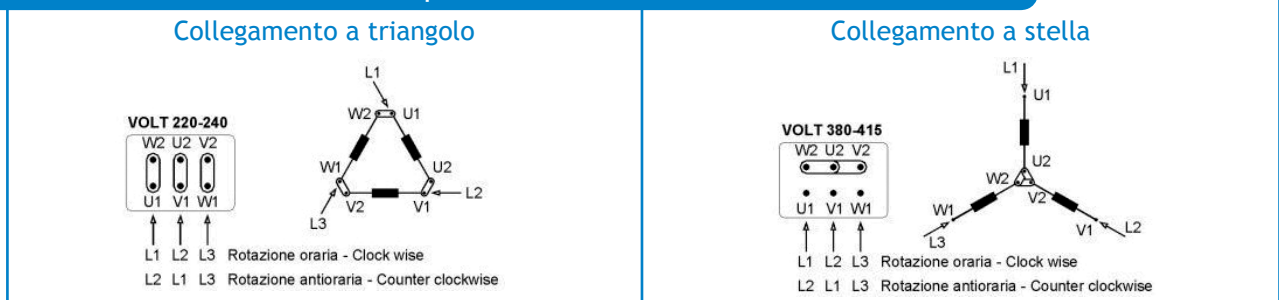 Collegamento a triangolo
L1
W2 U1
VOLT 220-240
W2 U2 V2
W1 U2
U1 V1 W1
V2 V1 L2
L3
L1 L2 L3 Rotazione oraria - Clock wise
L2 L1 L3 Rotazione antioraria - Counter clockwise
Collegamento a stella
L1
U1
VOLT 380-415
W2 U2 V2
U2
W2
V2
U1 V1 W1
W1
V1 L2
L3
L1 L2 L3 Rotazione oraria - Clock wise
L2 L1 L3 Rotazione antioraria - Counter clockwise